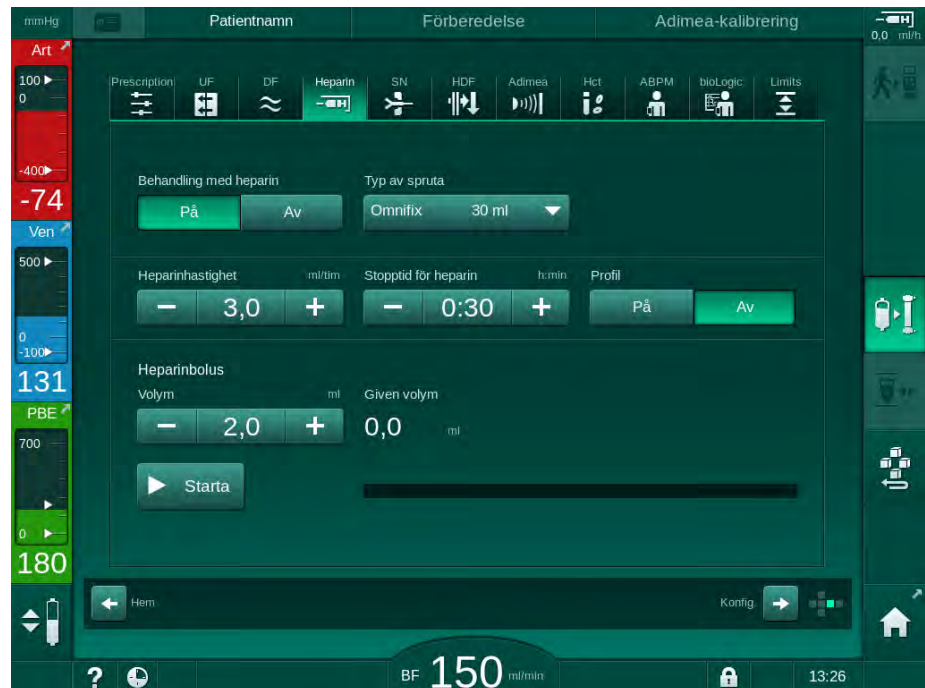 mmHg Patientnamn Förberedelse Adimea-kalibrering H
0,0 ml/h
Art
100
0
-400
-74
Ven
500
0
-100
131
PBE
700
0
180
Prescription UF DF Heparin SN HDF Adimea Hct ABPM bioLogic Limits
H
Behandling med heparin Typ av spruta
På Av Omnifix 30 ml
Heparinhastighet ml/tim Stopptid för heparin h:min Profil
− 3,0 + − 0:30 + På Av
Heparinbolus
Volym ml Given volym
− 2,0 + 0,0 ml
Starta
Hem Konfig.
? BF 150 ml/min 13:26